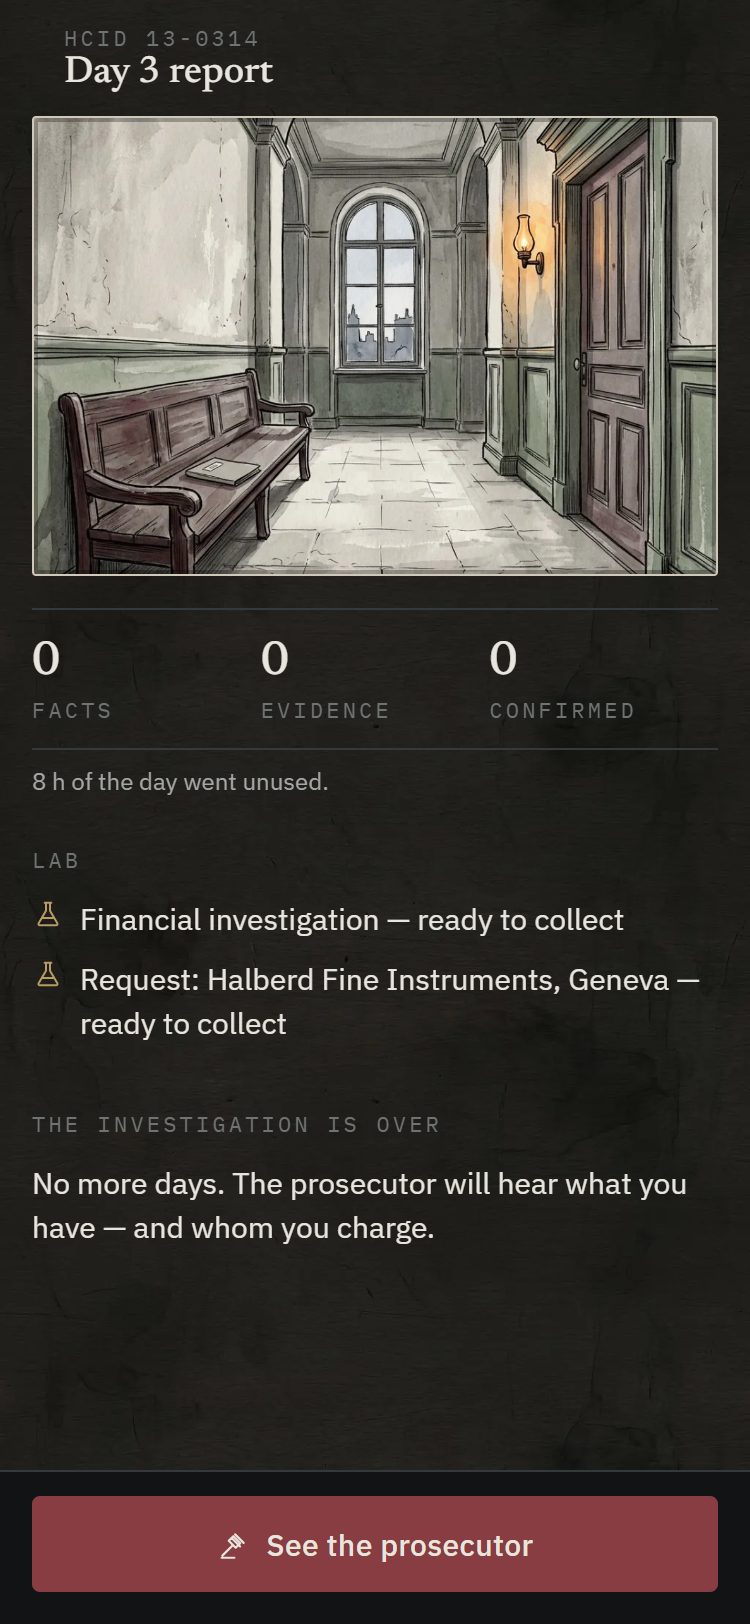 HCID 13-0314
Day 3 report
0 0 0
FACTS EVIDENCE CONFIRMED
8 h of the day went unused.
LAB
Financial investigation — ready to collect
Request: Halberd Fine Instruments, Geneva —
ready to collect
THE INVESTIGATION IS OVER
No more days. The prosecutor will hear what you
have — and whom you charge.
See the prosecutor